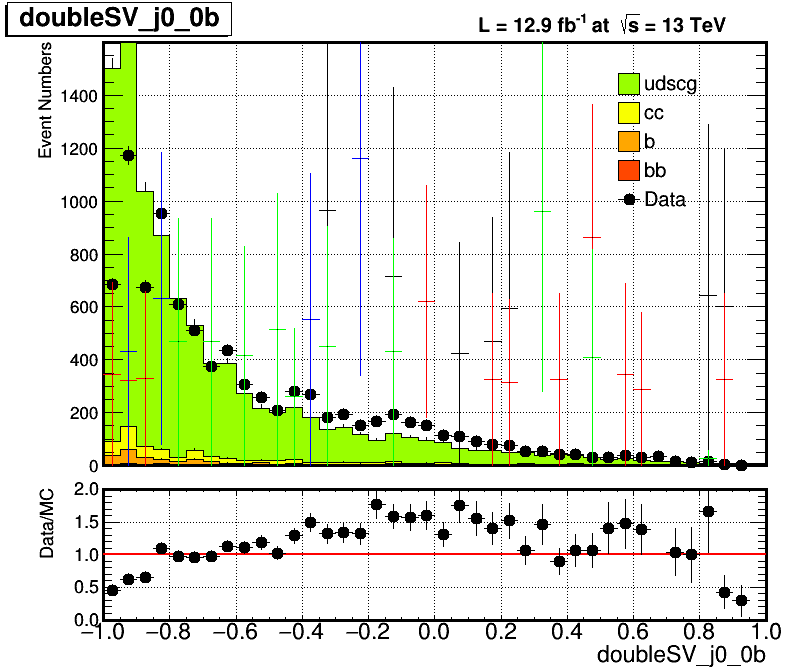 doubleSV_j0_0b
L = 12.9 fb⁻¹ at √s = 13 TeV
Event Numbers
1400
1200
1000
800
600
400
200
0
udscg
cc
b
bb
Data
Data/MC
2.0
1.5
1.0
0.5
0.0
−1.0 −0.8 −0.6 −0.4 −0.2 0.0 0.2 0.4 0.6 0.8 1.0
doubleSV_j0_0b